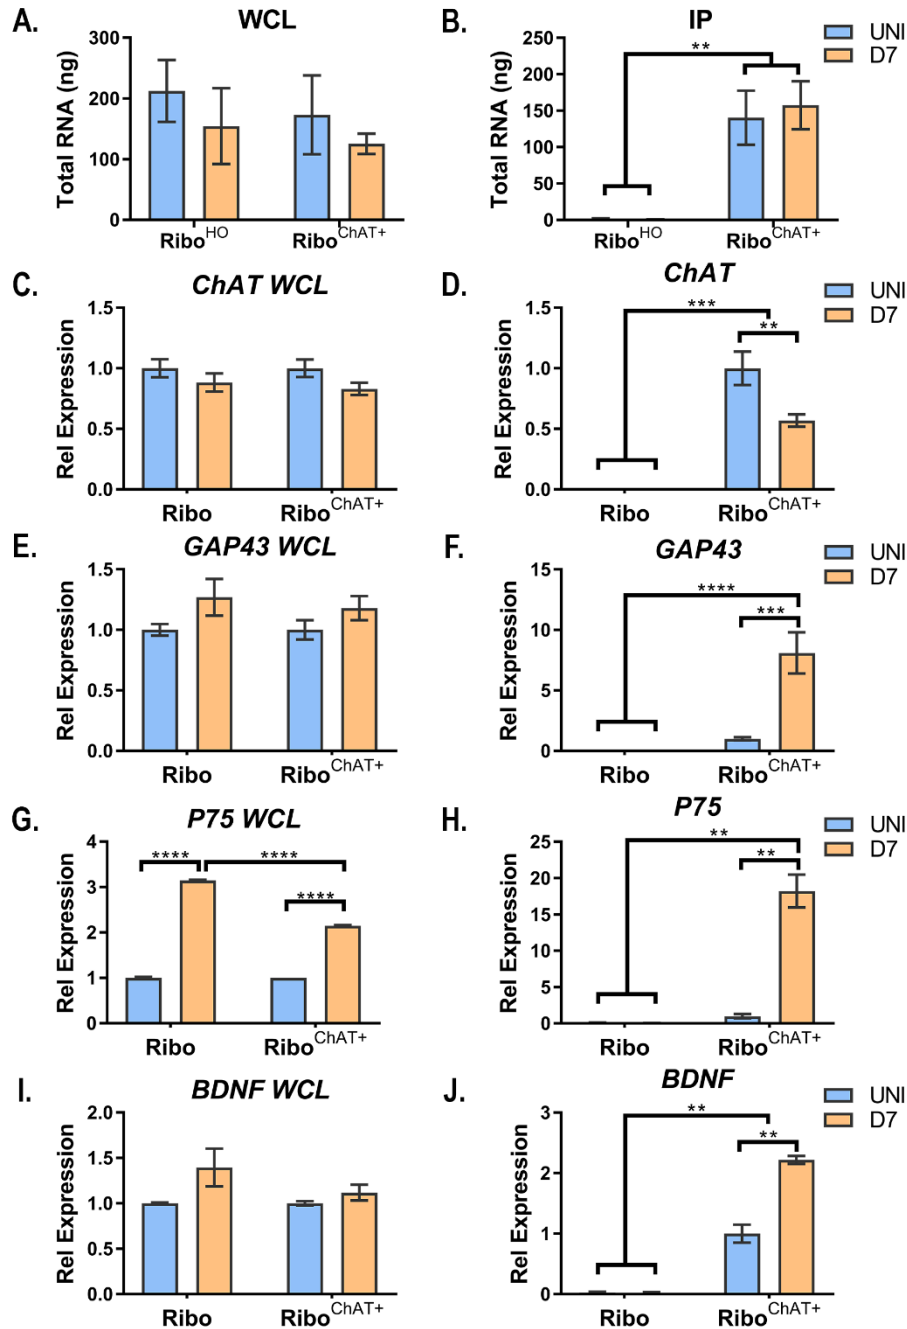 A. WCL
B. IP
UNI
D7
Total RNA (ng)
300
200
100
0
Ribo^HO Ribo^ChAT+
**
Total RNA (ng)
250
200
150
100
50
0
Ribo^HO Ribo^ChAT+
C. ChAT WCL
Rel Expression
1.5
1.0
0.5
0.0
Ribo Ribo^ChAT+
D. ChAT
UNI
D7
***
**
Rel Expression
1.5
1.0
0.5
0.0
Ribo Ribo^ChAT+
E. GAP43 WCL
Rel Expression
1.5
1.0
0.5
0.0
Ribo Ribo^ChAT+
F. GAP43
UNI
D7
****
***
Rel Expression
15
10
5
0
Ribo Ribo^ChAT+
G. P75 WCL
**** ****
****
Rel Expression
4
3
2
1
0
Ribo Ribo^ChAT+
H. P75
UNI
D7
**
**
Rel Expression
25
20
15
10
5
0
Ribo Ribo^ChAT+
I. BDNF WCL
Rel Expression
2.0
1.5
1.0
0.5
0.0
Ribo Ribo^ChAT+
J. BDNF
UNI
D7
**
**
Rel Expression
3
2
1
0
Ribo Ribo^ChAT+